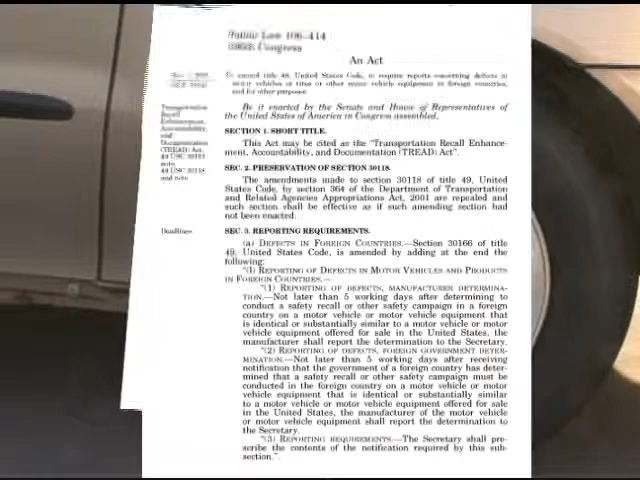 Public Law 106–414
106th Congress
An Act
To amend title 49, United States Code, to require reports concerning defects in
motor vehicles or tires or other motor vehicle equipment in foreign countries,
and for other purposes.
Be it enacted by the Senate and House of Representatives of
the United States of America in Congress assembled,
Transportation
Recall
Enhancement,
Accountability,
and
Documentation
(TREAD) Act.
49 USC 30101
note.
49 USC 30118
and note.
SECTION 1. SHORT TITLE.
This Act may be cited as the "Transportation Recall Enhance-
ment, Accountability, and Documentation (TREAD) Act".
SEC. 2. PRESERVATION OF SECTION 30118.
The amendments made to section 30118 of title 49, United
States Code, by section 364 of the Department of Transportation
and Related Agencies Appropriations Act, 2001 are repealed and
such section shall be effective as if such amending section had
not been enacted.
Deadlines.
SEC. 3. REPORTING REQUIREMENTS.
(a) DEFECTS IN FOREIGN COUNTRIES.—Section 30166 of title
49, United States Code, is amended by adding at the end the
following:
"(l) REPORTING OF DEFECTS IN MOTOR VEHICLES AND PRODUCTS
IN FOREIGN COUNTRIES.—
"(1) REPORTING OF DEFECTS, MANUFACTURER DETERMINA-
TION.—Not later than 5 working days after determining to
conduct a safety recall or other safety campaign in a foreign
country on a motor vehicle or motor vehicle equipment that
is identical or substantially similar to a motor vehicle or motor
vehicle equipment offered for sale in the United States, the
manufacturer shall report the determination to the Secretary.
"(2) REPORTING OF DEFECTS, FOREIGN GOVERNMENT DETER-
MINATION.—Not later than 5 working days after receiving
notification that the government of a foreign country has deter-
mined that a safety recall or other safety campaign must be
conducted in the foreign country on a motor vehicle or motor
vehicle equipment that is identical or substantially similar
to a motor vehicle or motor vehicle equipment offered for sale
in the United States, the manufacturer of the motor vehicle
or motor vehicle equipment shall report the determination to
the Secretary.
"(3) REPORTING REQUIREMENTS.—The Secretary shall pre-
scribe the contents of the notification required by this sub-
section.".